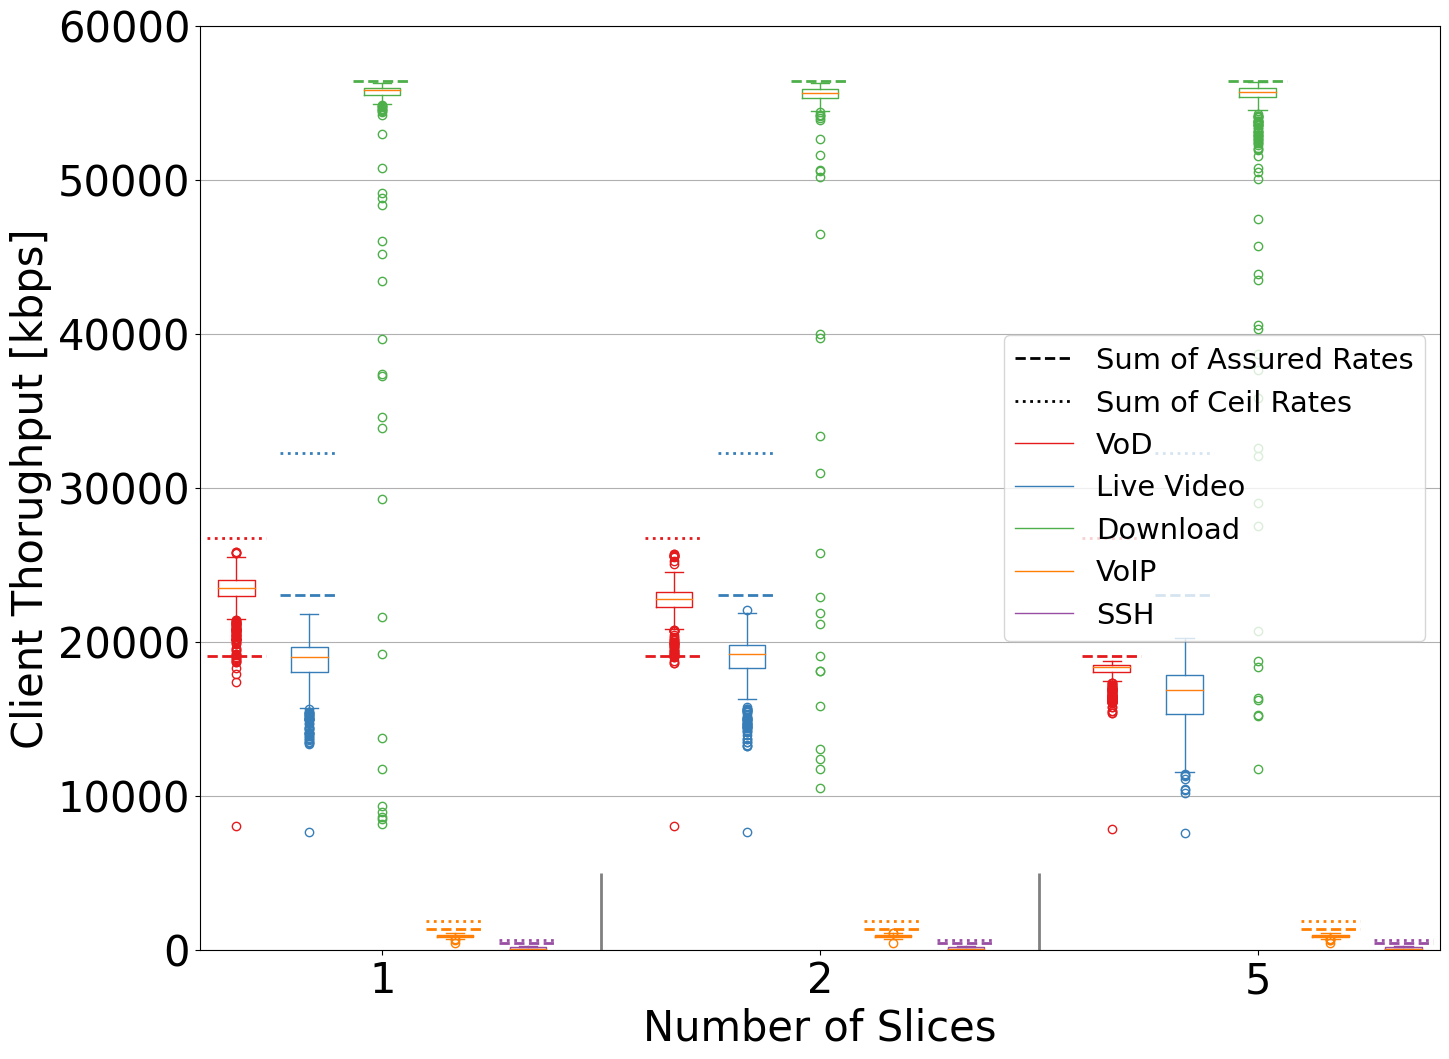 60000
50000
40000
30000
20000
10000
0
Client Thorughput [kbps]
Sum of Assured Rates
Sum of Ceil Rates
VoD
Live Video
Download
VoIP
SSH
1
2
5
Number of Slices